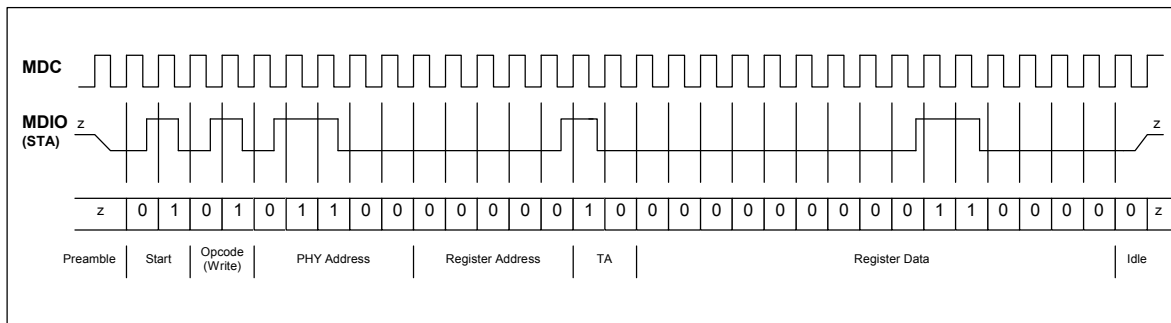 MDC
MDIO z z
(STA)
z 0 1 0 1 0 1 1 0 0 0 0 0 0 0 1 0 0 0 0 0 0 0 0 0 0 1 1 0 0 0 0 0 z
Preamble Start Opcode (Write) PHY Address Register Address TA Register Data Idle